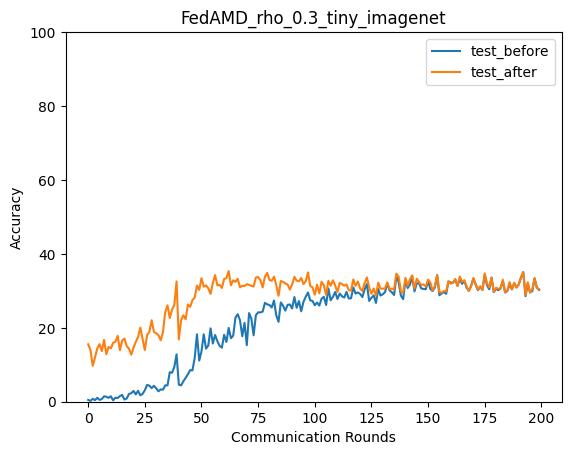 FedAMD_rho_0.3_tiny_imagenet
100
80
60
40
20
0
Accuracy
test_before
test_after
0 25 50 75 100 125 150 175 200
Communication Rounds